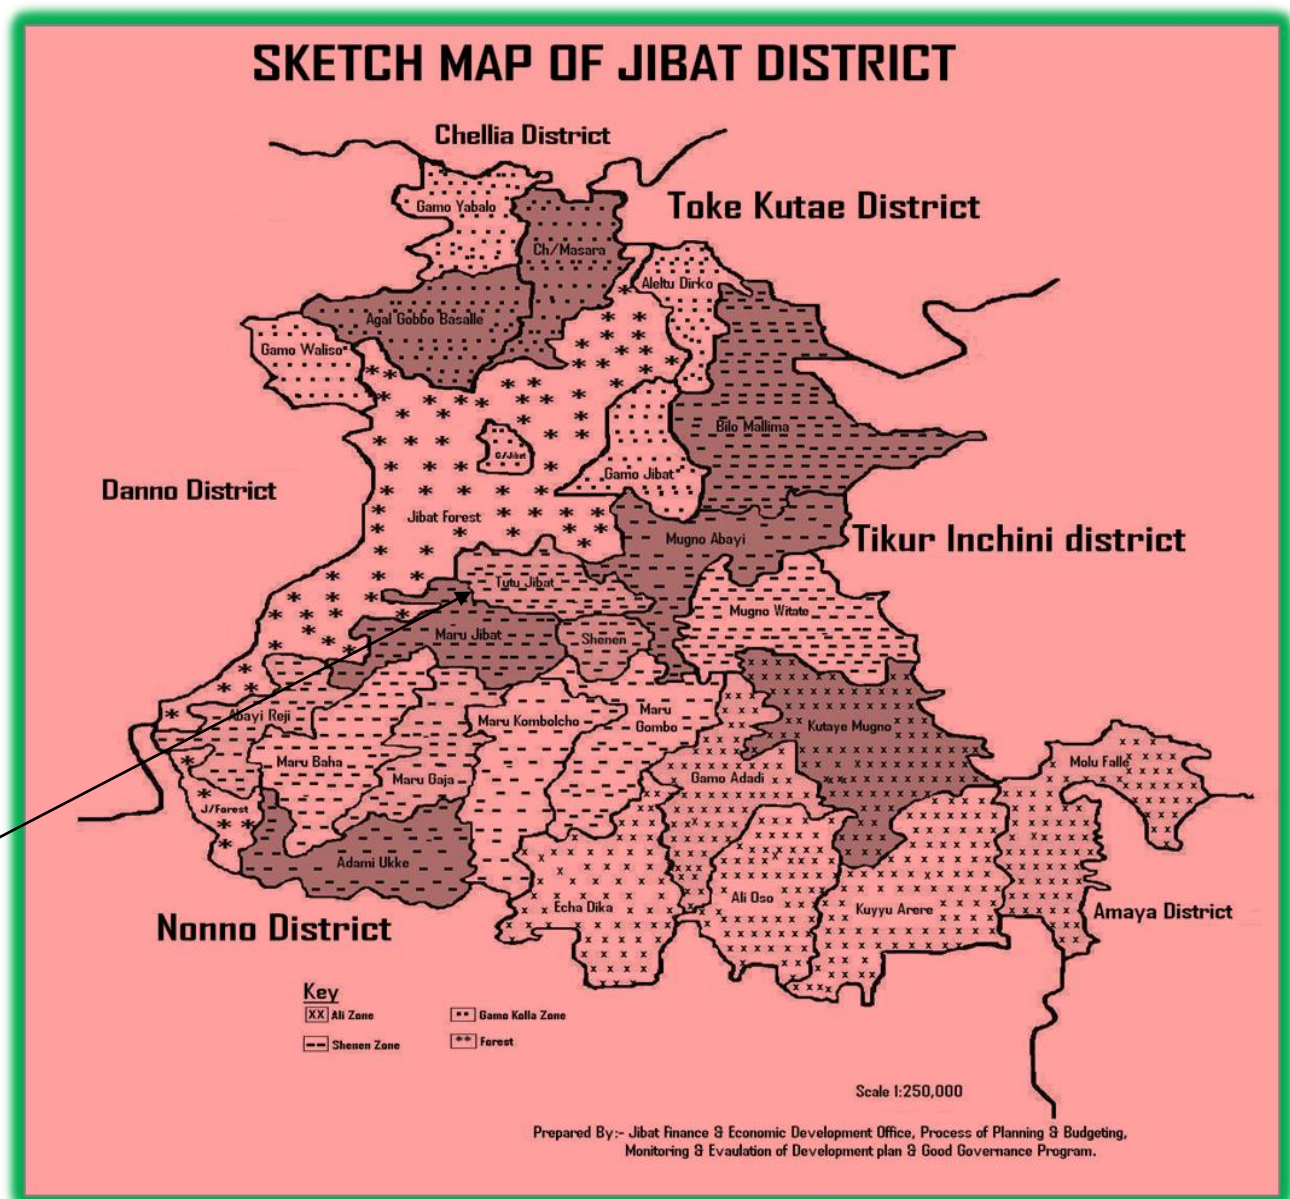 SKETCH MAP OF JIBAT DISTRICT
Chellia District
Toke Kutae District
Gamo Yabalo
Ch/Masara
Aleltu Dirko
Agal Gobbo Basalle
Gamo Waliso
Bilo Mallima
G/Jibat
Gamo Jibat
Danno District
Jibat Forest
Mugno Abayi
Tikur Inchini district
Tutu Jibat
Mugno Witate
Maru Jibat
Shenen
Abayi Reji
Maru Kombolcho
Maru
Gombo
Kutaye Mugno
Maru Baha
Maru Gaja
Gamo Adadi
Molu Falle
J/Forest
Adami Ukke
Echa Dika
Ali Oso
Kuyyu Arere
Amaya District
Nonno District
Key
XX Ali Zone
Gamo Kolla Zone
Shenen Zone
** Forest
Scale 1:250,000
Prepared By:- Jibat Finance & Economic Development Office, Process of Planning & Budgeting,
Monitoring & Evaulation of Development plan & Good Governance Program.